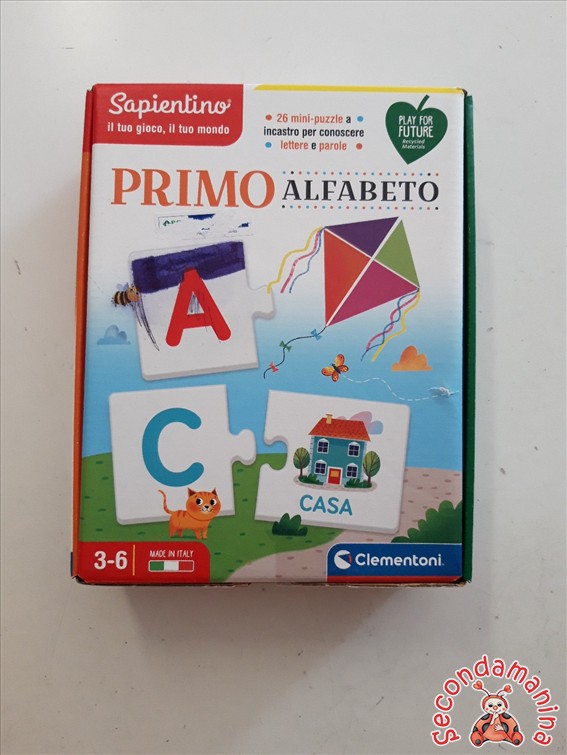 Sapientino
il tuo gioco, il tuo mondo
26 mini-puzzle a
incastro per conoscere
lettere e parole
PLAY FOR
FUTURE
Recycled
Materials
PRIMO ALFABETO
A
C
CASA
3-6
MADE IN ITALY
Clementoni
Secondamanina